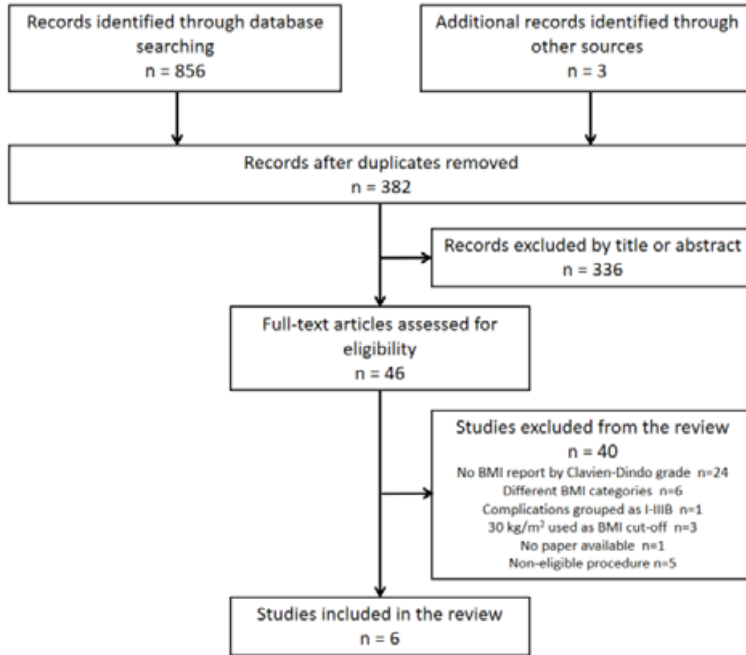 Records identified through database
searching
n = 856
Additional records identified through
other sources
n = 3
Records after duplicates removed
n = 382
Records excluded by title or abstract
n = 336
Full-text articles assessed for
eligibility
n = 46
Studies excluded from the review
n = 40
No BMI report by Clavien-Dindo grade n=24
Different BMI categories n=6
Complications grouped as I-IIIB n=1
30 kg/m² used as BMI cut-off n=3
No paper available n=1
Non-eligible procedure n=5
Studies included in the review
n = 6